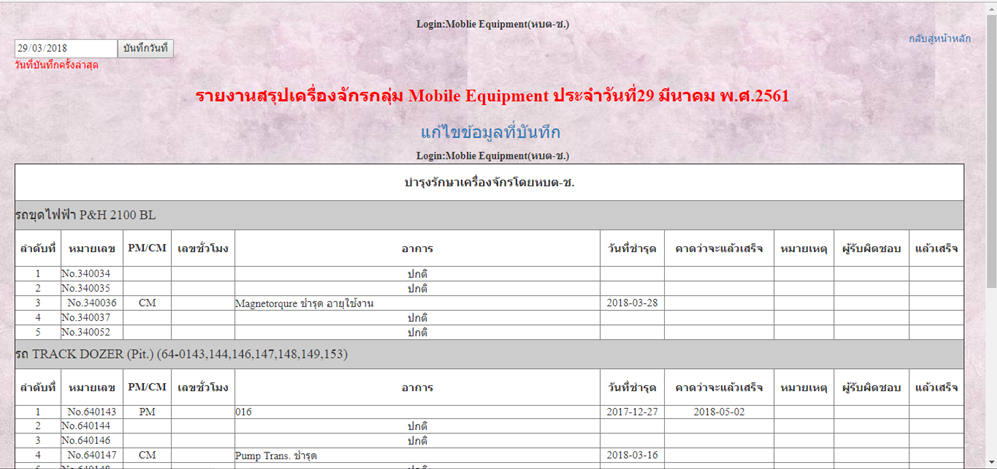 Login:Moblie Equipment(หบต-ช.)
กลับสู่หน้าหลัก
29/03/2018 บันทึกวันที่
วันที่บันทึกครั้งล่าสุด
รายงานสรุปเครื่องจักรกลุ่ม Mobile Equipment ประจำวันที่29 มีนาคม พ.ศ.2561
แก้ไขข้อมูลที่บันทึก
Login:Moblie Equipment(หบต-ช.)
บำรุงรักษาเครื่องจักรโดยหบต-ช.
รถขุดไฟฟ้า P&H 2100 BL
ลำดับที่ หมายเลข PM/CM เลขชั่วโมง อาการ วันที่ชำรุด คาดว่าจะแล้วเสร็จ หมายเหตุ ผู้รับผิดชอบ แล้วเสร็จ
1 No.340034 ปกติ
2 No.340035 ปกติ
3 No.340036 CM Magnetorqure ชำรุด อายุใช้งาน 2018-03-28
4 No.340037 ปกติ
5 No.340052 ปกติ
รถ TRACK DOZER (Pit.) (64-0143,144,146,147,148,149,153)
ลำดับที่ หมายเลข PM/CM เลขชั่วโมง อาการ วันที่ชำรุด คาดว่าจะแล้วเสร็จ หมายเหตุ ผู้รับผิดชอบ แล้วเสร็จ
1 No.640143 PM 016 2017-12-27 2018-05-02
2 No.640144 ปกติ
3 No.640146 ปกติ
4 No.640147 CM Pump Trans. ชำรุด 2018-03-16